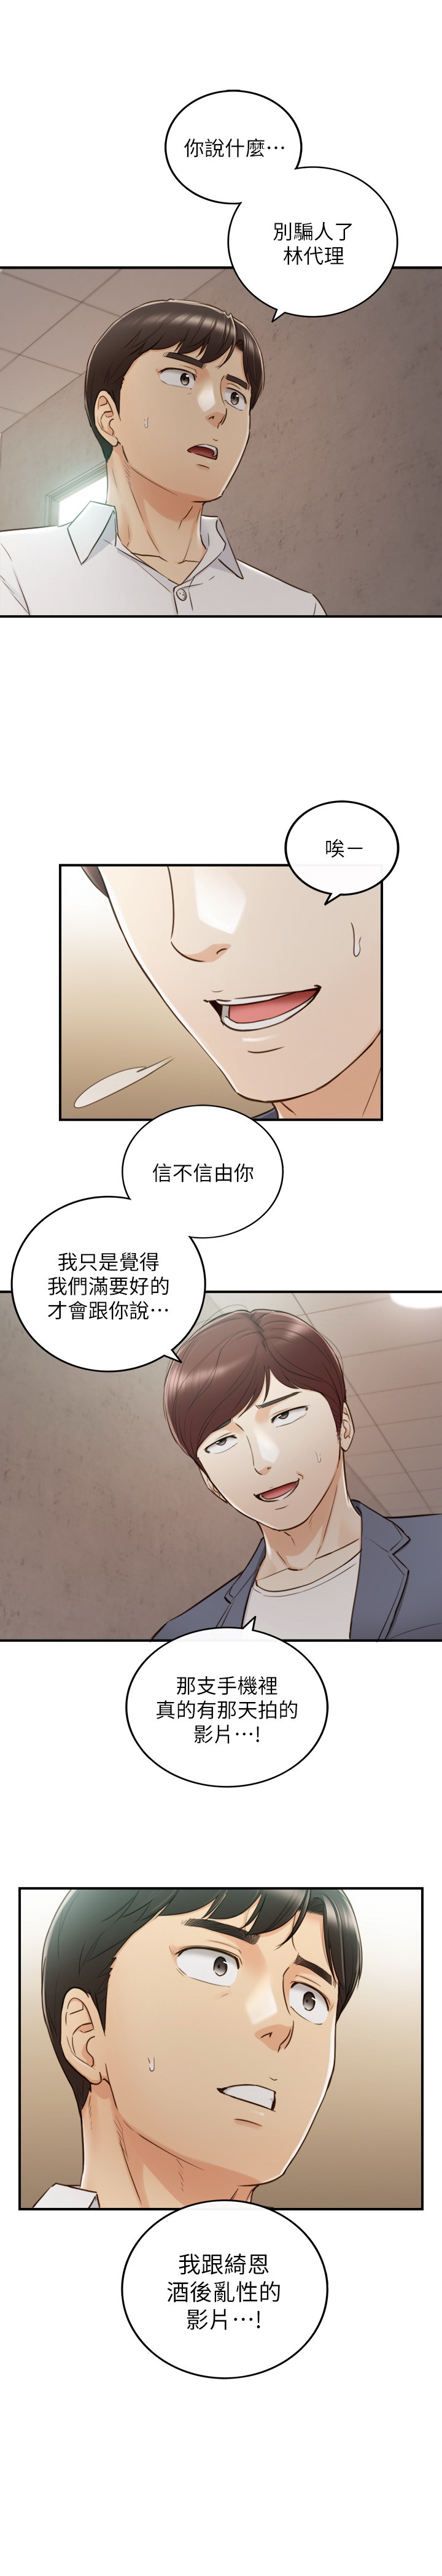 你說什麼⋯
別騙人了
林代理
唉－
信不信由你
我只是覺得
我們滿要好的
才會跟你說⋯
那支手機裡
真的有那天拍的
影片⋯!
我跟綺恩
酒後亂性的
影片⋯!